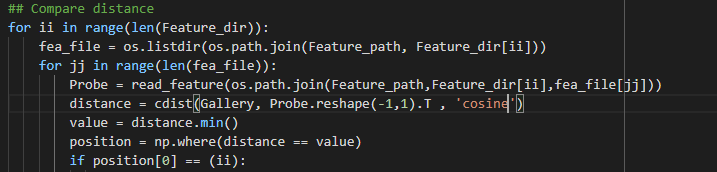 ## Compare distance
for ii in range(len(Feature_dir)):
    fea_file = os.listdir(os.path.join(Feature_path, Feature_dir[ii]))
    for jj in range(len(fea_file)):
        Probe = read_feature(os.path.join(Feature_path,Feature_dir[ii],fea_file[jj]))
        distance = cdist(Gallery, Probe.reshape(-1,1).T , 'cosine')
        value = distance.min()
        position = np.where(distance == value)
        if position[0] == (ii):